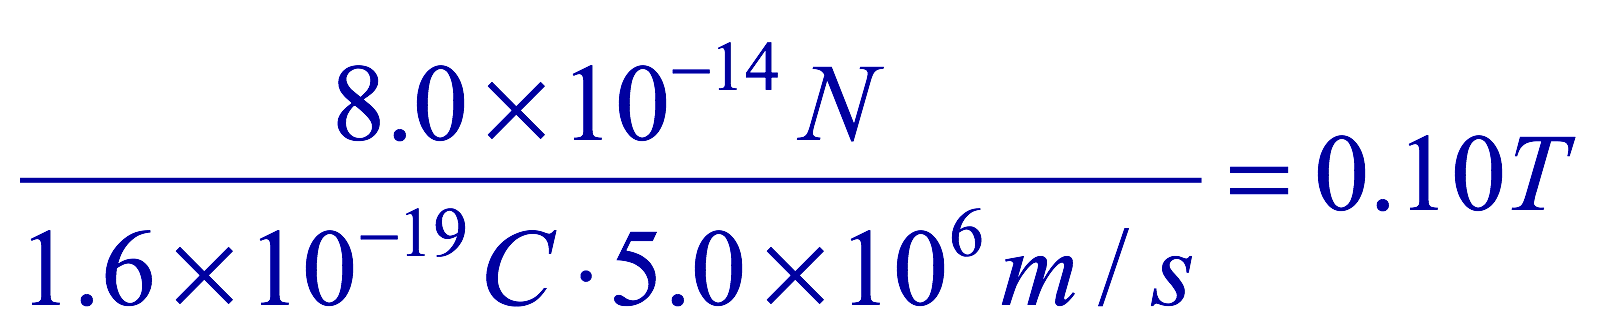 8.0×10⁻¹⁴ N
1.6×10⁻¹⁹ C·5.0×10⁶ m/s = 0.10T